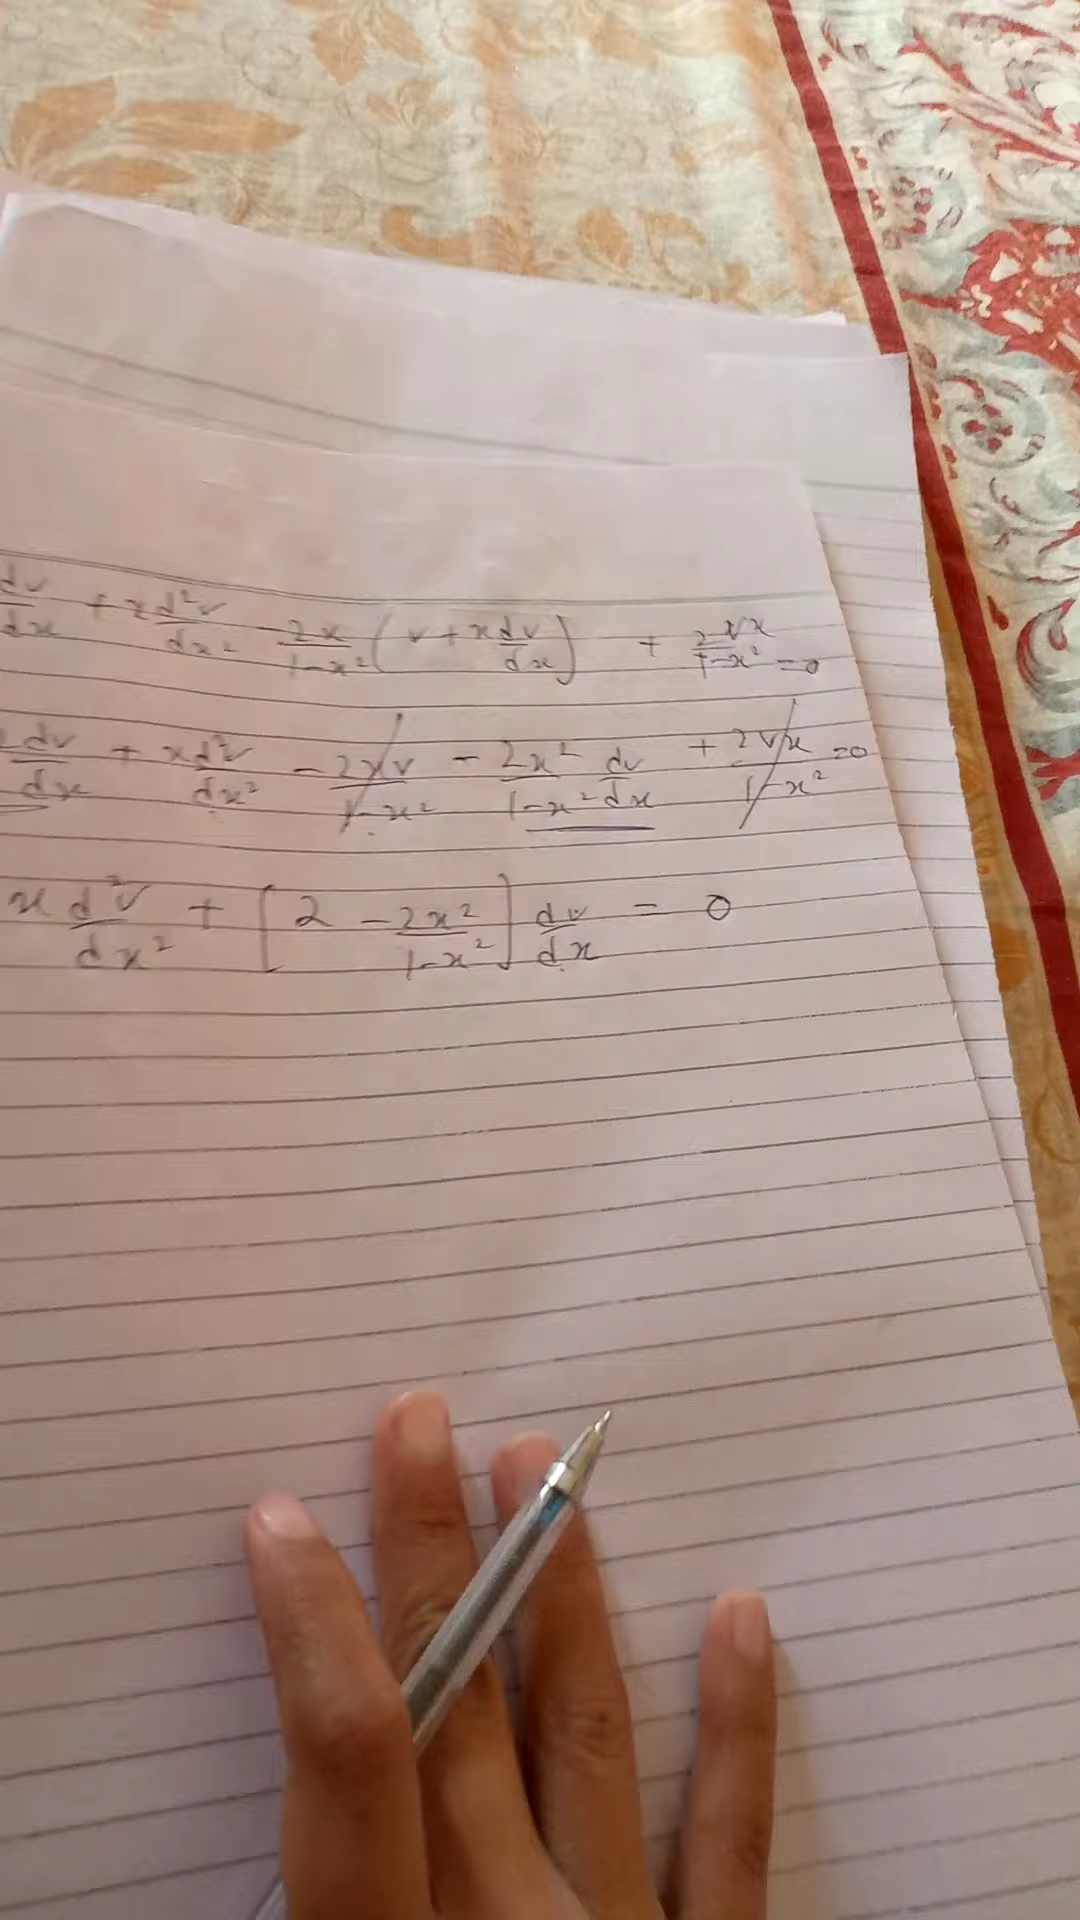 dv/dx + x d²v/dx² - 2x/1-x² (v + x dv/dx) + 2vx/1-x² = 0
2 dv/dx + x d²v/dx² - 2xv/1-x² - 2x²/1-x² dv/dx + 2vx/1-x² = 0
x d²v/dx² + [2 - 2x²/1-x²] dv/dx = 0